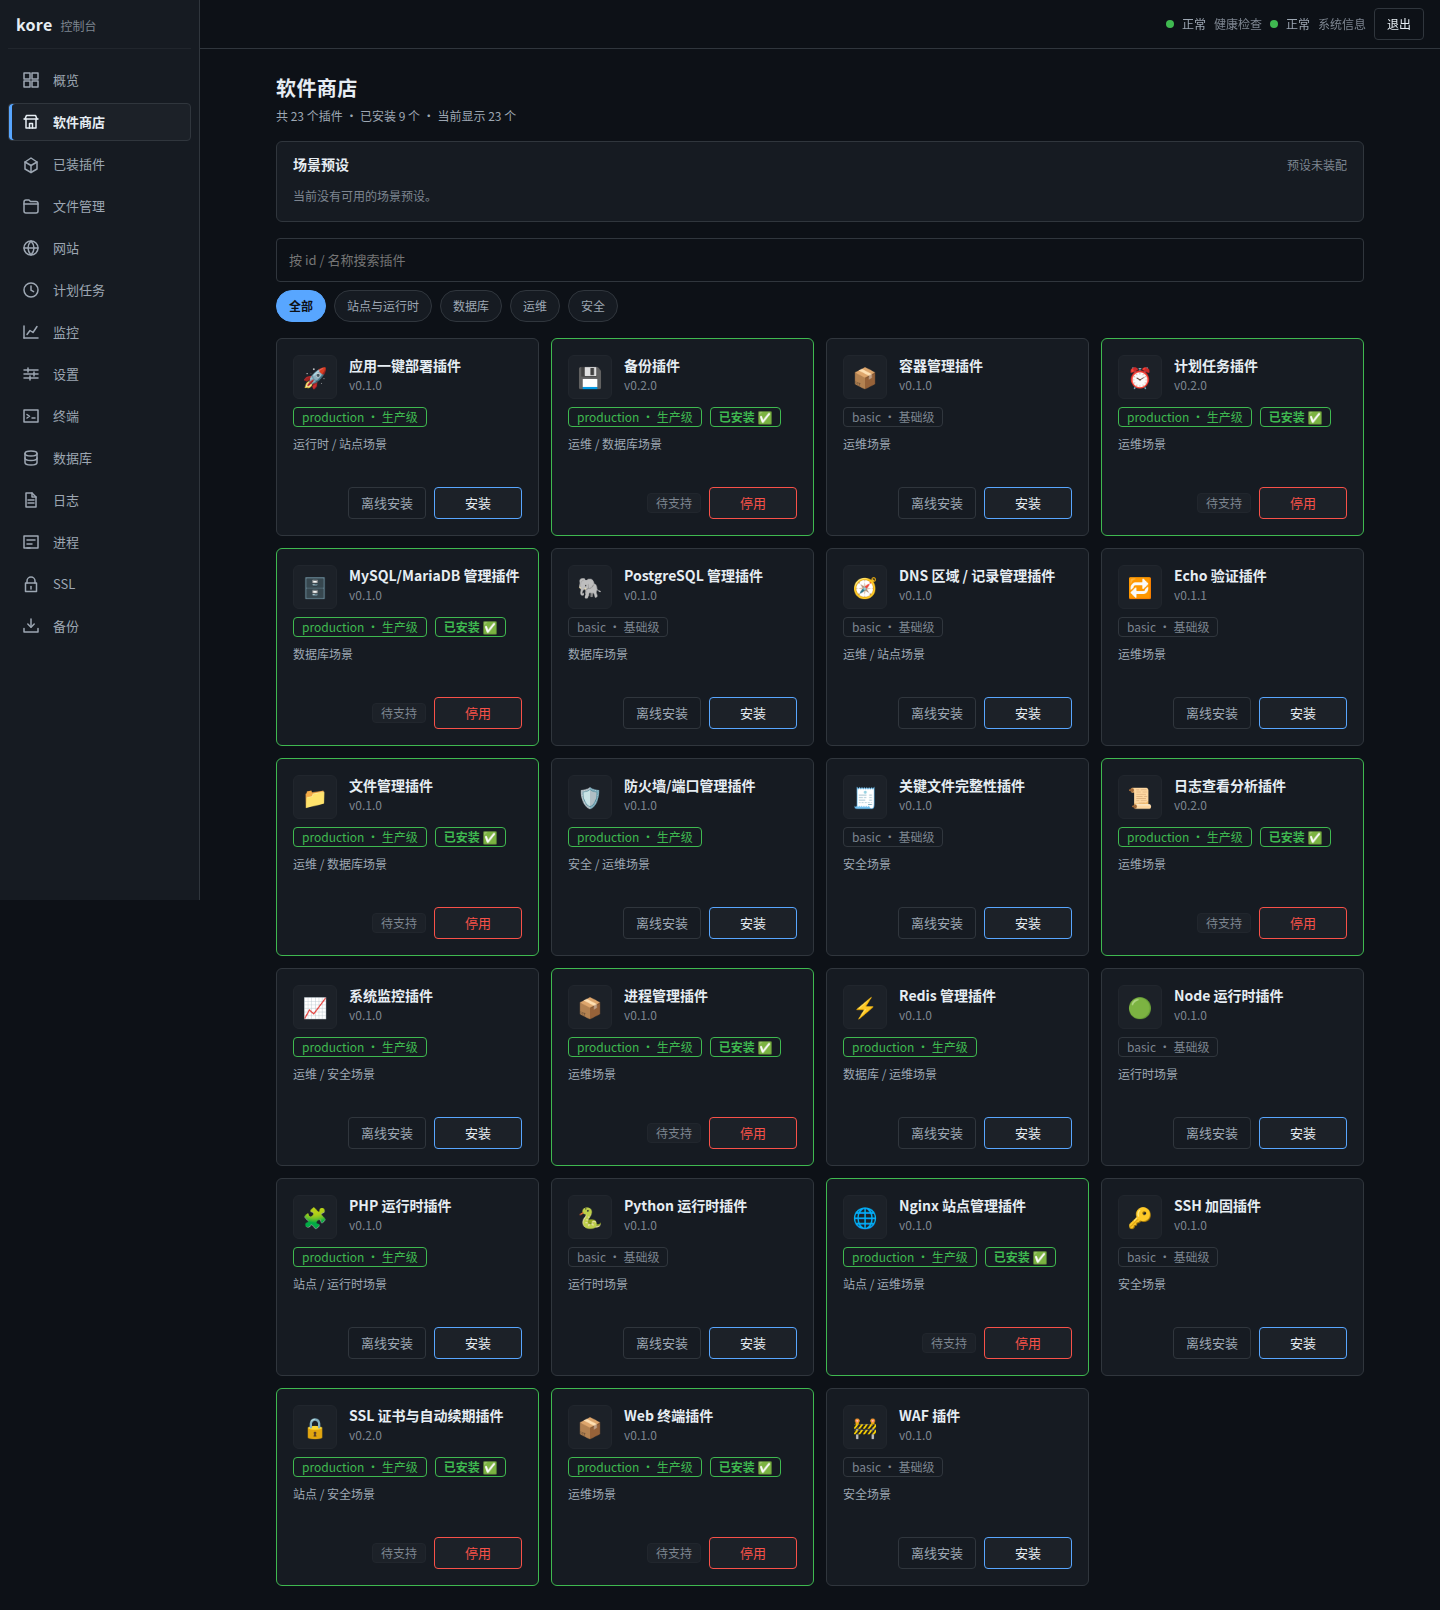 kore 控制台
正常 健康检查 正常 系统信息 退出
概览
软件商店
已装插件
文件管理
网站
计划任务
监控
设置
终端
数据库
日志
进程
SSL
备份
软件商店
共 23 个插件 · 已安装 9 个 · 当前显示 23 个
场景预设 预设未装配
当前没有可用的场景预设。
按 id / 名称搜索插件
全部 站点与运行时 数据库 运维 安全
应用一键部署插件
v0.1.0
production · 生产级
运行时 / 站点场景
离线安装 安装
备份插件
v0.2.0
production · 生产级 已安装 ✅
运维 / 数据库场景
待支持 停用
容器管理插件
v0.1.0
basic · 基础级
运维场景
离线安装 安装
计划任务插件
v0.2.0
production · 生产级 已安装 ✅
运维场景
待支持 停用
MySQL/MariaDB 管理插件
v0.1.0
production · 生产级 已安装 ✅
数据库场景
待支持 停用
PostgreSQL 管理插件
v0.1.0
basic · 基础级
数据库场景
离线安装 安装
DNS 区域 / 记录管理插件
v0.1.0
basic · 基础级
运维 / 站点场景
离线安装 安装
Echo 验证插件
v0.1.1
basic · 基础级
运维场景
离线安装 安装
文件管理插件
v0.1.0
production · 生产级 已安装 ✅
运维 / 数据库场景
待支持 停用
防火墙/端口管理插件
v0.1.0
production · 生产级
安全 / 运维场景
离线安装 安装
关键文件完整性插件
v0.1.0
basic · 基础级
安全场景
离线安装 安装
日志查看分析插件
v0.2.0
production · 生产级 已安装 ✅
运维场景
待支持 停用
系统监控插件
v0.1.0
production · 生产级
运维 / 安全场景
离线安装 安装
进程管理插件
v0.1.0
production · 生产级 已安装 ✅
运维场景
待支持 停用
Redis 管理插件
v0.1.0
production · 生产级
数据库 / 运维场景
离线安装 安装
Node 运行时插件
v0.1.0
basic · 基础级
运行时场景
离线安装 安装
PHP 运行时插件
v0.1.0
production · 生产级
站点 / 运行时场景
离线安装 安装
Python 运行时插件
v0.1.0
basic · 基础级
运行时场景
离线安装 安装
Nginx 站点管理插件
v0.1.0
production · 生产级 已安装 ✅
站点 / 运维场景
待支持 停用
SSH 加固插件
v0.1.0
basic · 基础级
安全场景
离线安装 安装
SSL 证书与自动续期插件
v0.2.0
production · 生产级 已安装 ✅
站点 / 安全场景
待支持 停用
Web 终端插件
v0.1.0
production · 生产级 已安装 ✅
运维场景
待支持 停用
WAF 插件
v0.1.0
basic · 基础级
安全场景
离线安装 安装